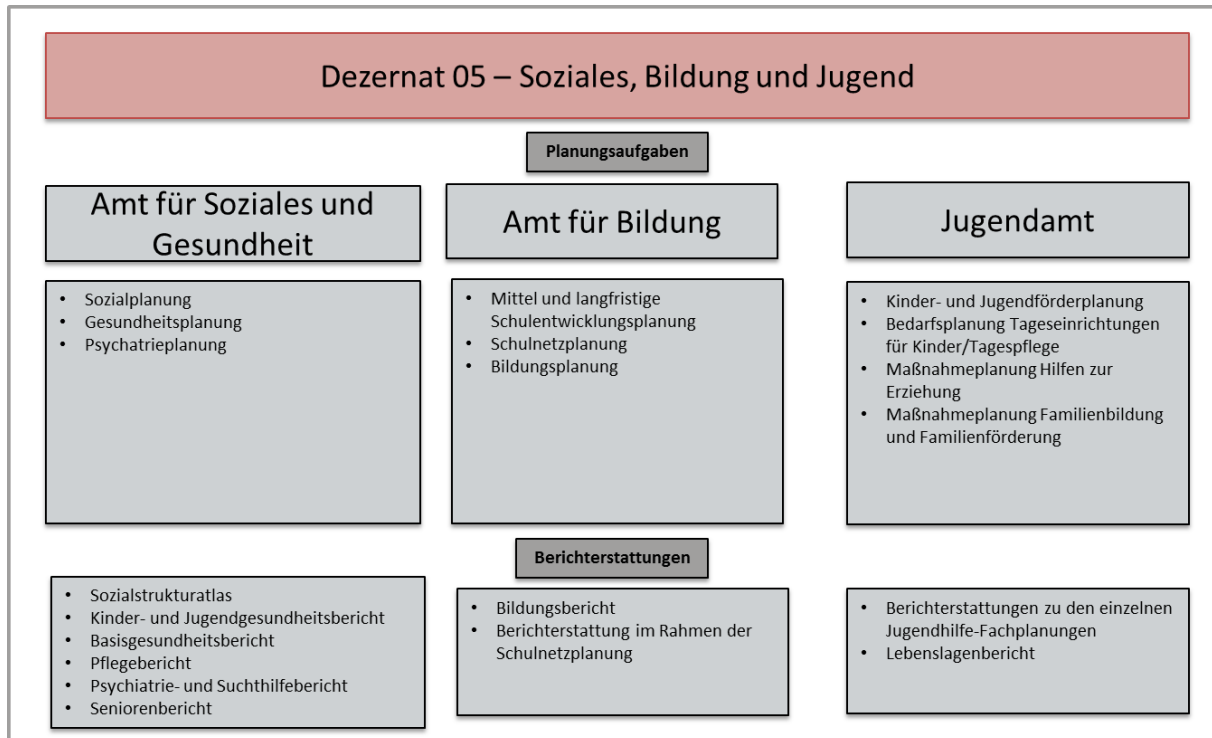 Dezernat 05 – Soziales, Bildung und Jugend
Planungsaufgaben
Amt für Soziales und
Gesundheit
• Sozialplanung
• Gesundheitsplanung
• Psychatrieplanung
Amt für Bildung
• Mittel und langfristige
Schulentwicklungsplanung
• Schulnetzplanung
• Bildungsplanung
Jugendamt
• Kinder- und Jugendförderplanung
• Bedarfsplanung Tageseinrichtungen
für Kinder/Tagespflege
• Maßnahmeplanung Hilfen zur
Erziehung
• Maßnahmeplanung Familienbildung
und Familienförderung
Berichterstattungen
• Sozialstrukturatlas
• Kinder- und Jugendgesundheitsbericht
• Basisgesundheitsbericht
• Pflegebericht
• Psychiatrie- und Suchthilfebericht
• Seniorenbericht
• Bildungsbericht
• Berichterstattung im Rahmen der
Schulnetzplanung
• Berichterstattungen zu den einzelnen
Jugendhilfe-Fachplanungen
• Lebenslagenbericht